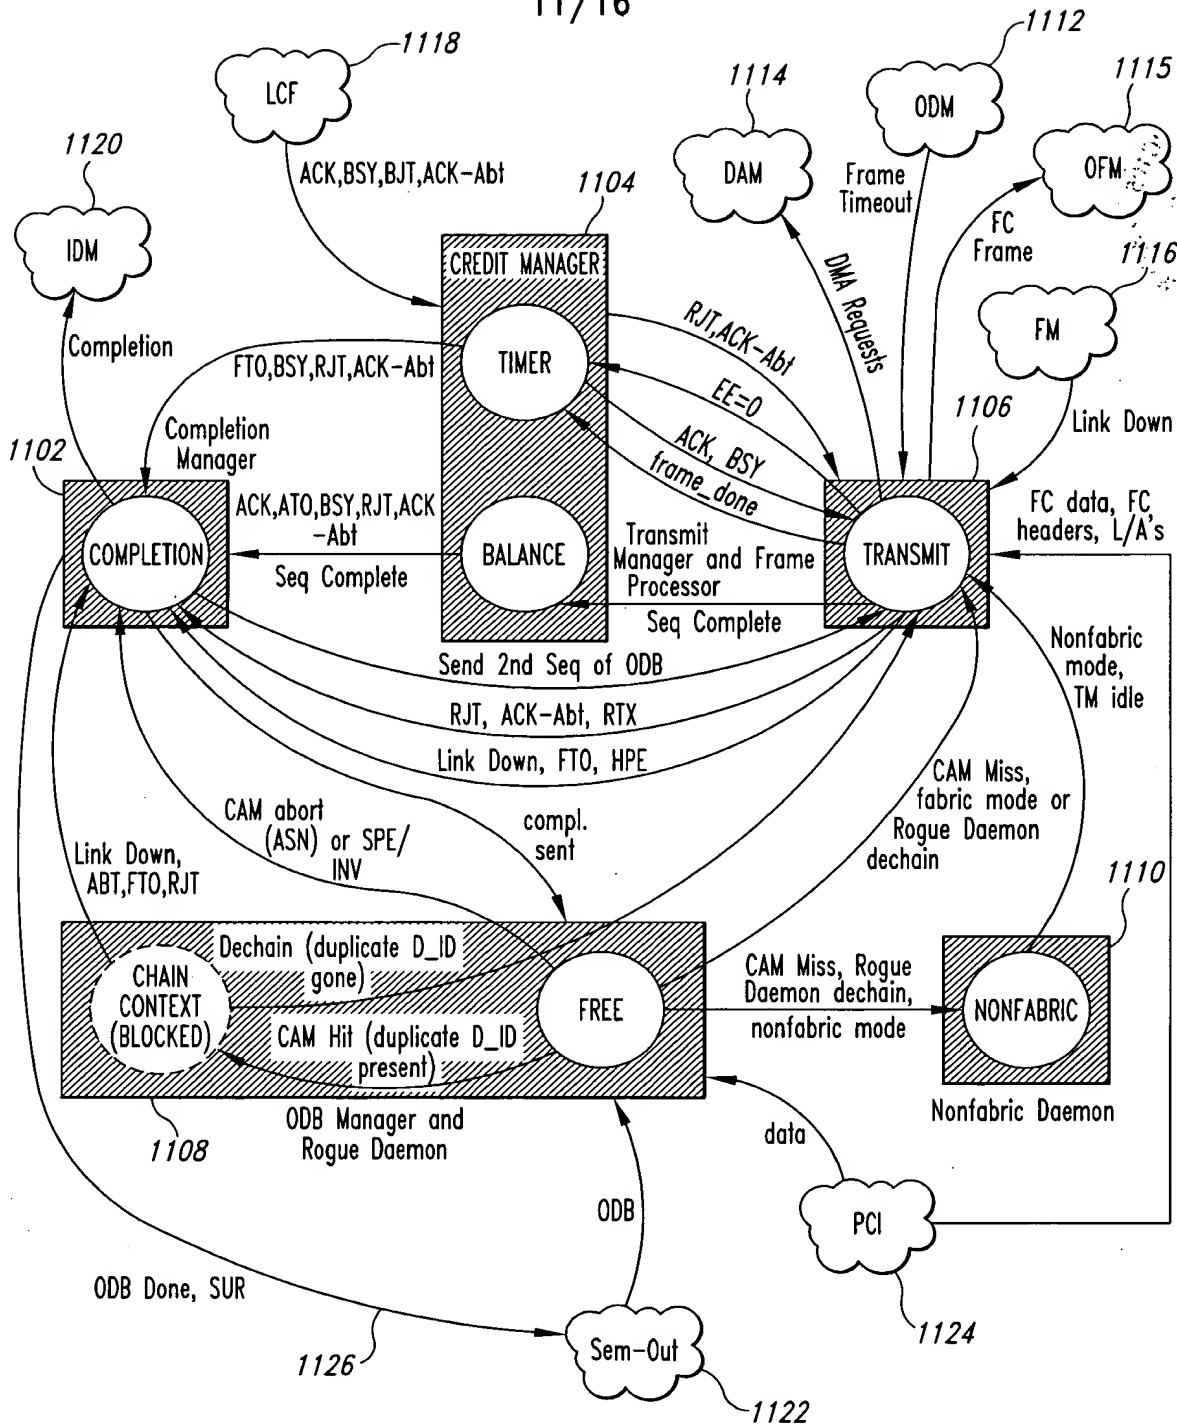 11/16
1118
1112
LCF
1114
ODM
1115
1120
DAM
OFM
ACK,BSY,BJT,ACK-Abt
1104
Frame
Timeout
FC
Frame
IDM
CREDIT MANAGER
1116
DMA Requests
RJT,ACK-Abt
FM
Completion
FTO,BSY,RJT,ACK-Abt
TIMER
EE=0
1106
Link Down
Completion
Manager
1102
ACK, BSY
frame_done
ACK,ATO,BSY,RJT,ACK
-Abt
FC data, FC
headers, L/A's
COMPLETION
BALANCE
Transmit
Manager and Frame
Processor
TRANSMIT
Seq Complete
Seq Complete
Send 2nd Seq of ODB
Nonfabric
mode,
TM idle
RJT, ACK-Abt, RTX
Link Down, FTO, HPE
CAM abort
(ASN) or SPE/
INV
compl.
sent
CAM Miss,
fabric mode or
Rogue Daemon
dechain
Link Down,
ABT,FTO,RJT
1110
Dechain (duplicate D_ID
gone)
CHAIN
CONTEXT
(BLOCKED)
FREE
CAM Miss, Rogue
Daemon dechain,
nonfabric mode
NONFABRIC
CAM Hit (duplicate D_ID
present)
1108
ODB Manager and
Rogue Daemon
Nonfabric Daemon
data
ODB
PCI
ODB Done, SUR
1124
1126
Sem-Out
1122